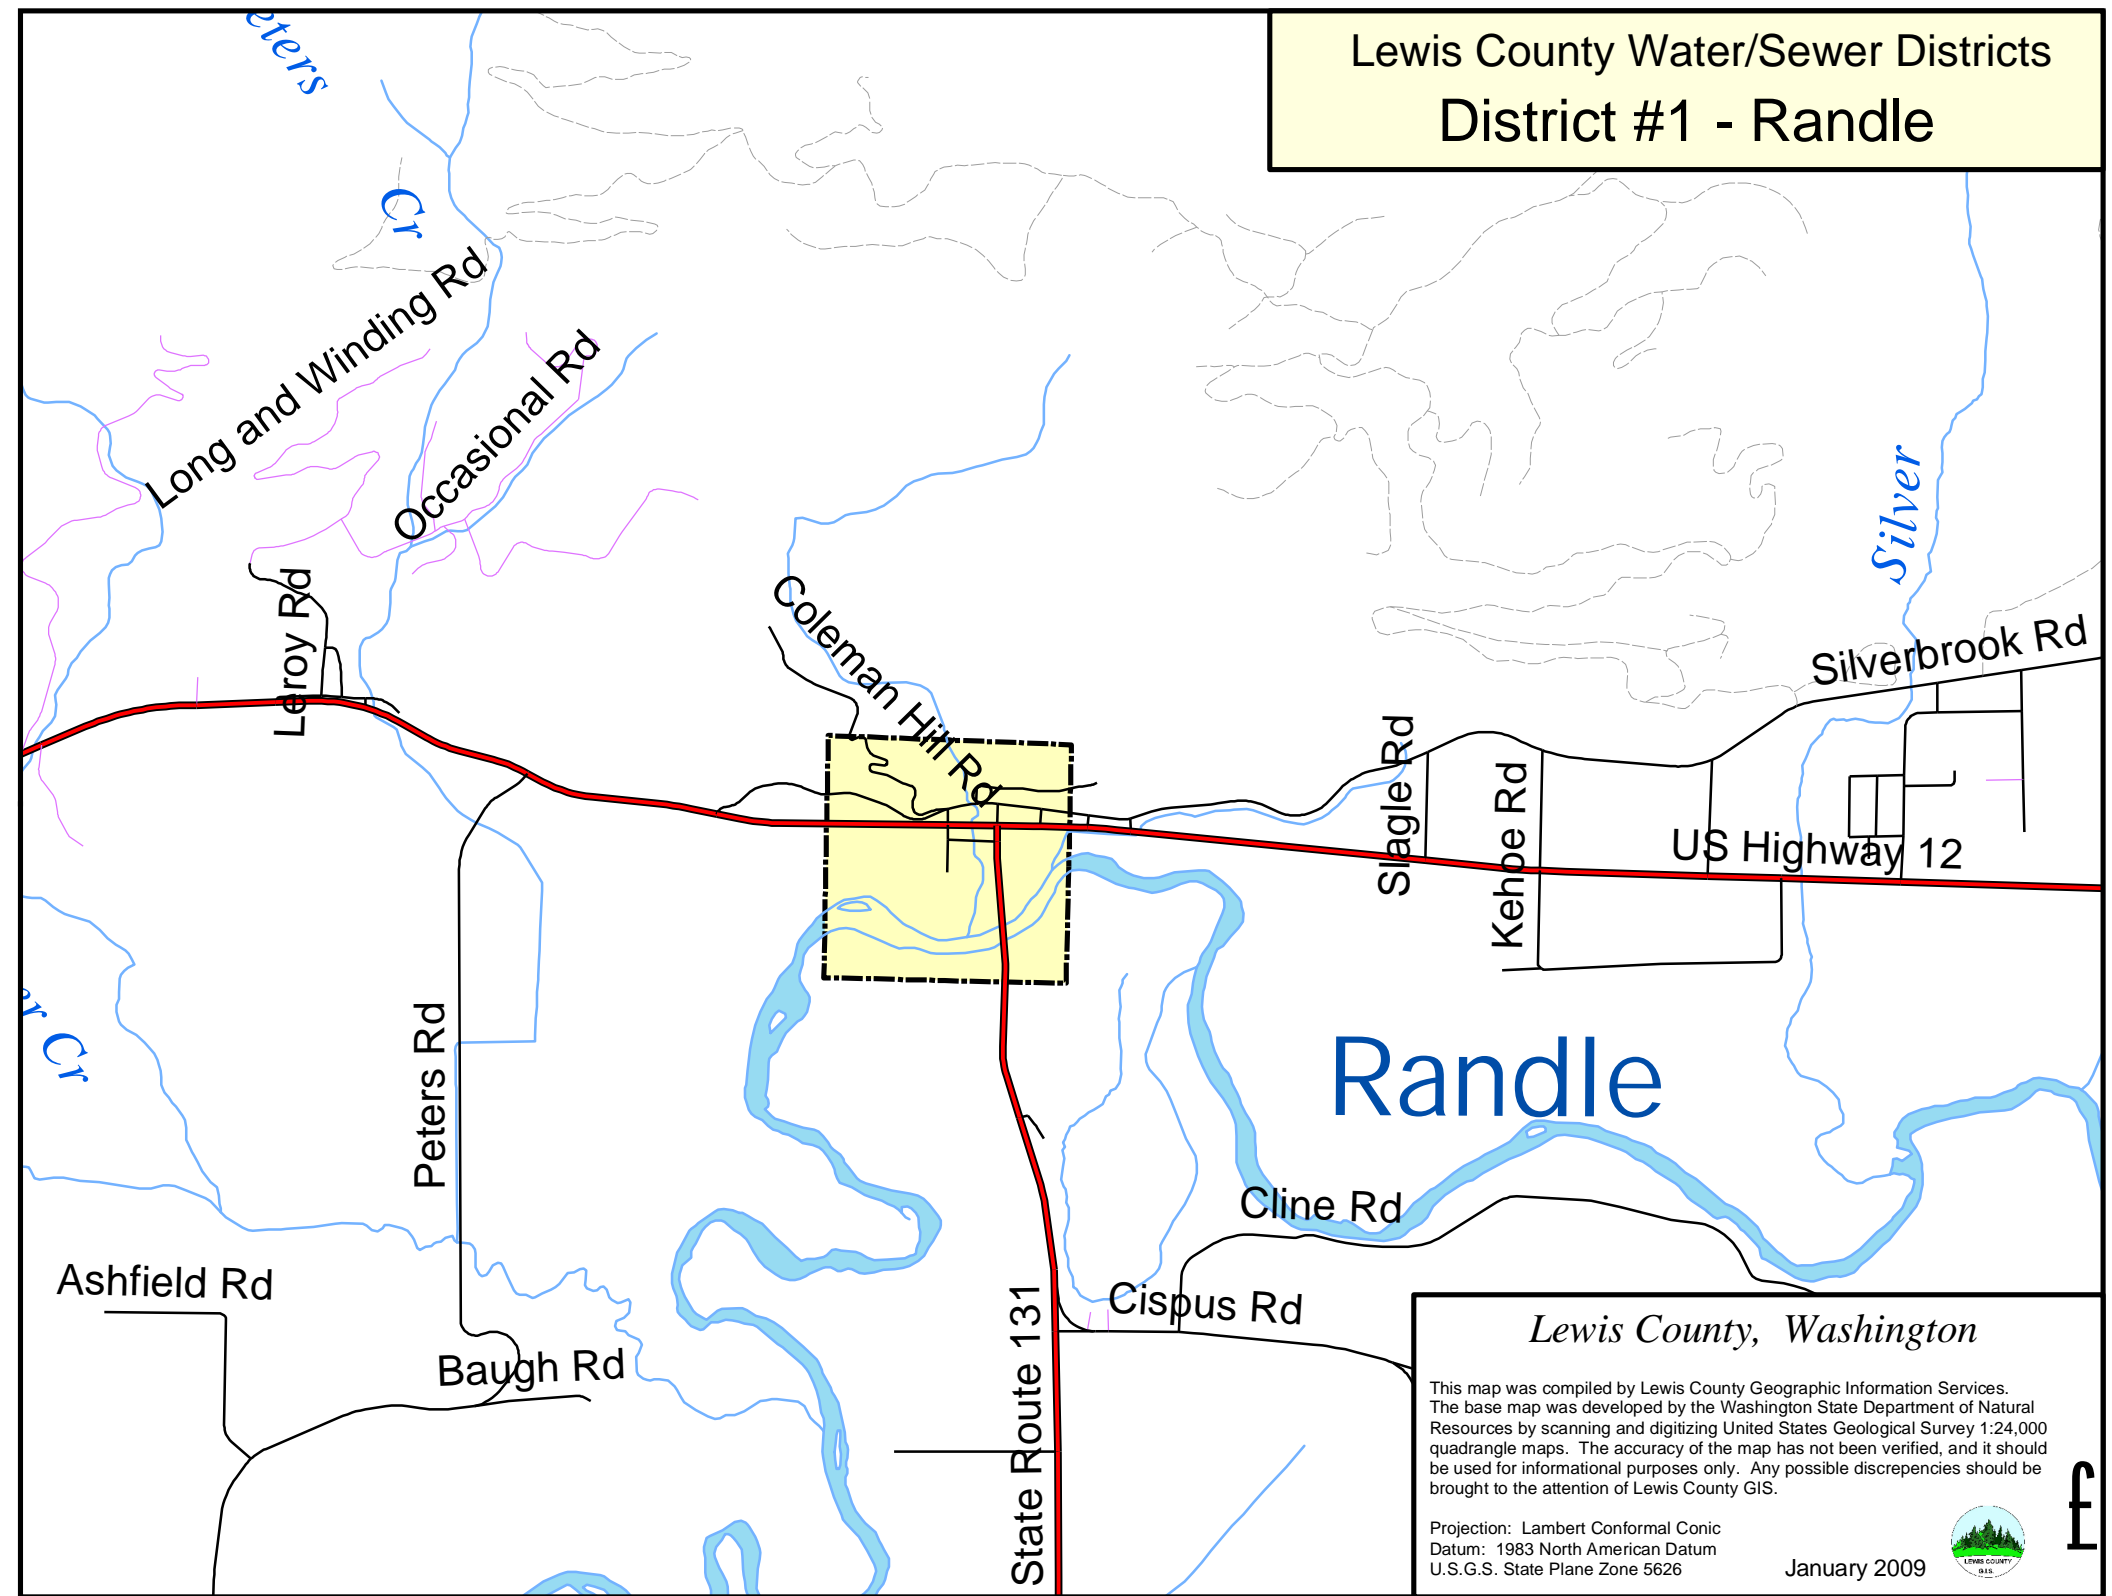 Lewis County Water/Sewer Districts
District #1 - Randle
eters
Cr
Long and Winding Rd
Occasional Rd
Leroy Rd
Coleman Hill Rd
Silver
Silverbrook Rd
Slagle Rd
Kehoe Rd
US Highway 12
er Cr
Peters Rd
Randle
Cline Rd
Ashfield Rd
Cispus Rd
Baugh Rd
State Route 131
Lewis County, Washington
This map was compiled by Lewis County Geographic Information Services.
The base map was developed by the Washington State Department of Natural
Resources by scanning and digitizing United States Geological Survey 1:24,000
quadrangle maps. The accuracy of the map has not been verified, and it should
be used for informational purposes only. Any possible discrepencies should be
brought to the attention of Lewis County GIS.
Projection: Lambert Conformal Conic
Datum: 1983 North American Datum
U.S.G.S. State Plane Zone 5626
January 2009
LEWIS COUNTY
G.I.S.
£